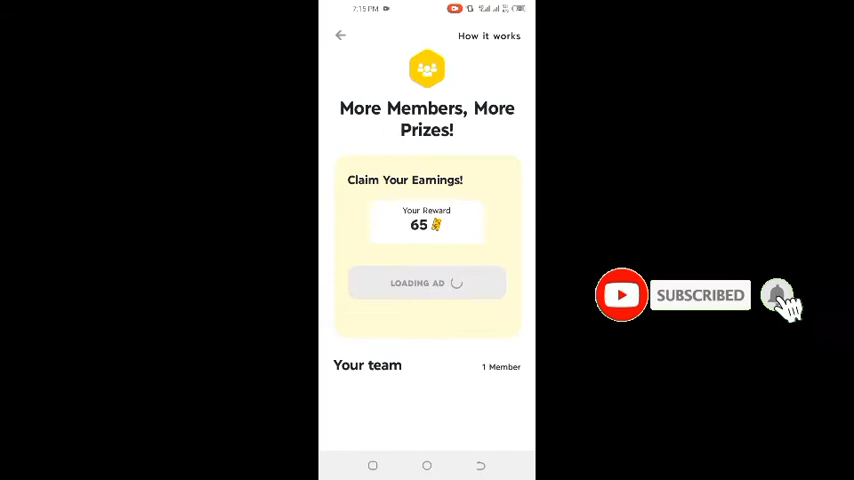 7:15 PM
How it works
More Members, More
Prizes!
Claim Your Earnings!
Your Reward
65
LOADING AD
SUBSCRIBED
Your team
1 Member